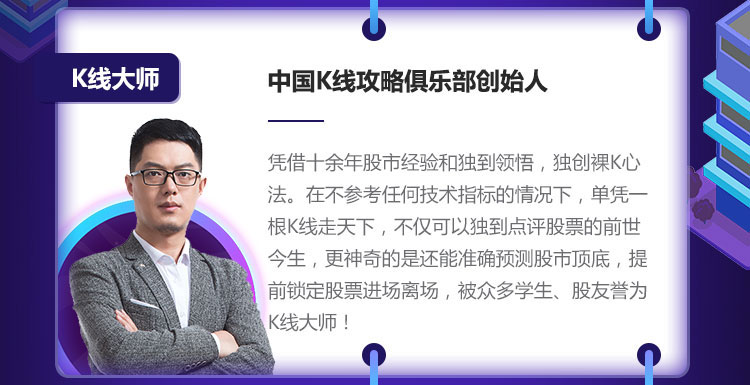 K线大师
中国K线攻略俱乐部创始人
凭借十余年股市经验和独到领悟，独创裸K心
法。在不参考任何技术指标的情况下，单凭一
根K线走天下，不仅可以独到点评股票的前世
今生，更神奇的是还能准确预测股市顶底，提
前锁定股票进场离场，被众多学生、股友誉为
K线大师！